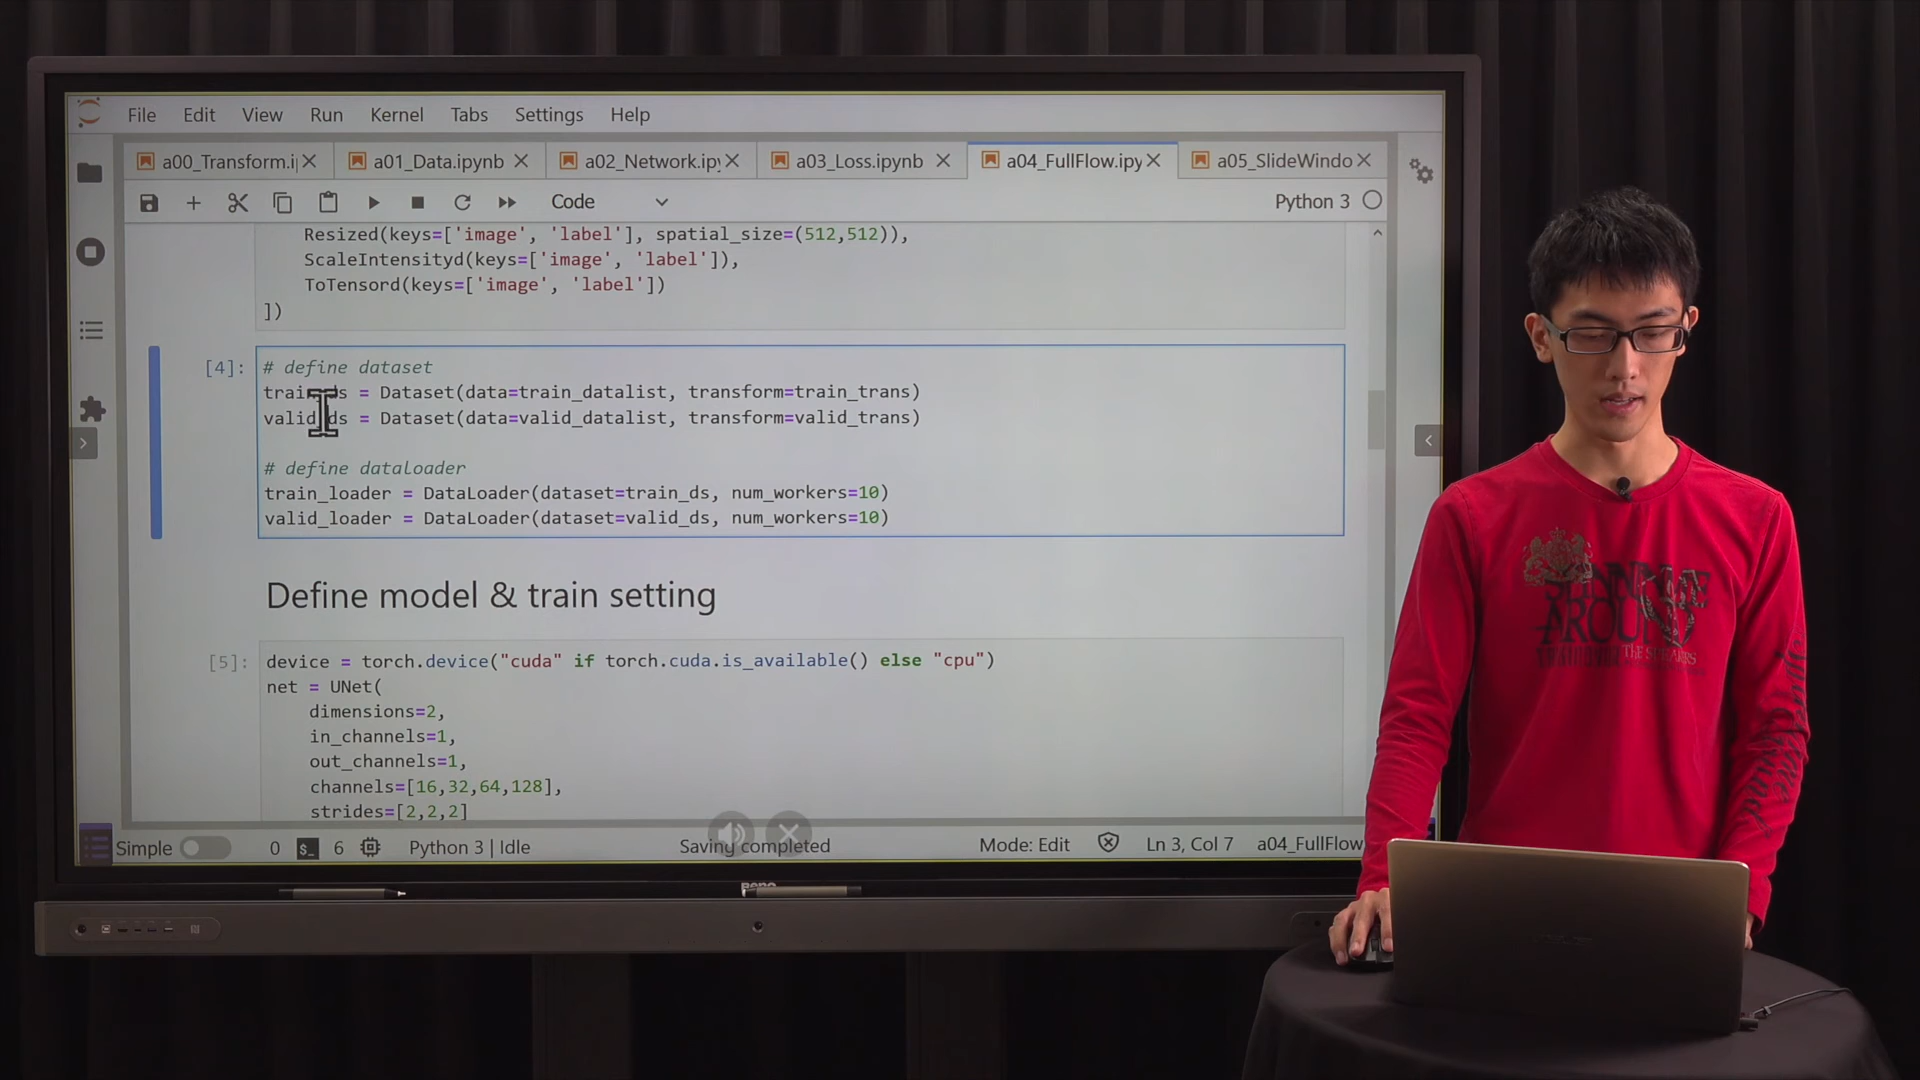 File Edit View Run Kernel Tabs Settings Help
a00_Transform.i a01_Data.ipynb a02_Network.ipy a03_Loss.ipynb a04_FullFlow.ipy a05_SlideWindo
Code Python 3
Resized(keys=['image', 'label'], spatial_size=(512,512)),
ScaleIntensityd(keys=['image', 'label']),
ToTensord(keys=['image', 'label'])
])
[4]: # define dataset
train_ds = Dataset(data=train_datalist, transform=train_trans)
valid_ds = Dataset(data=valid_datalist, transform=valid_trans)
# define dataloader
train_loader = DataLoader(dataset=train_ds, num_workers=10)
valid_loader = DataLoader(dataset=valid_ds, num_workers=10)
Define model & train setting
[5]: device = torch.device("cuda" if torch.cuda.is_available() else "cpu")
net = UNet(
dimensions=2,
in_channels=1,
out_channels=1,
channels=[16,32,64,128],
strides=[2,2,2]
Simple 0 6 Python 3 | Idle Saving completed Mode: Edit Ln 3, Col 7 a04_FullFlow